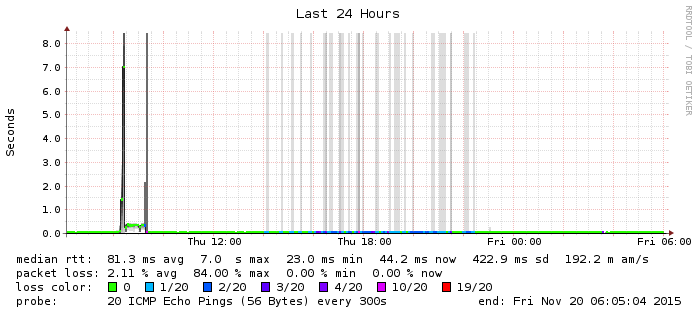 Last 24 Hours
RRDTOOL / TOBI OETIKER
Seconds
8.0
7.0
6.0
5.0
4.0
3.0
2.0
1.0
0.0
Thu 12:00 Thu 18:00 Fri 00:00 Fri 06:00
median rtt: 81.3 ms avg 7.0 s max 23.0 ms min 44.2 ms now 422.9 ms sd 192.2 m am/s
packet loss: 2.11 % avg 84.00 % max 0.00 % min 0.00 % now
loss color: 0 1/20 2/20 3/20 4/20 10/20 19/20
probe: 20 ICMP Echo Pings (56 Bytes) every 300s end: Fri Nov 20 06:05:04 2015